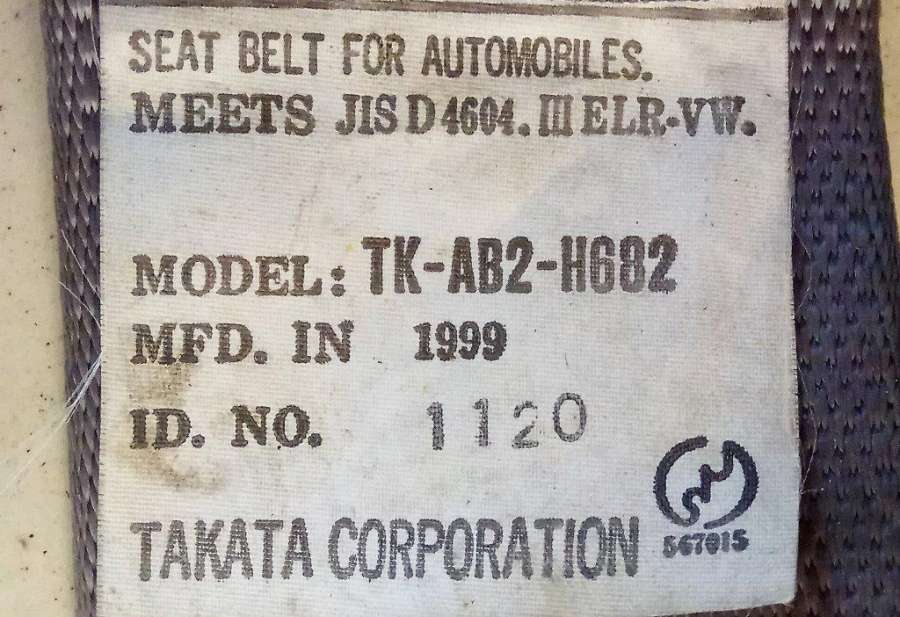 SEAT BELT FOR AUTOMOBILES.
MEETS JIS D 4604. III ELR-VW.
MODEL: TK-AB2-H682
MFD. IN 1999
ID. NO. 1120
TAKATA CORPORATION
567015